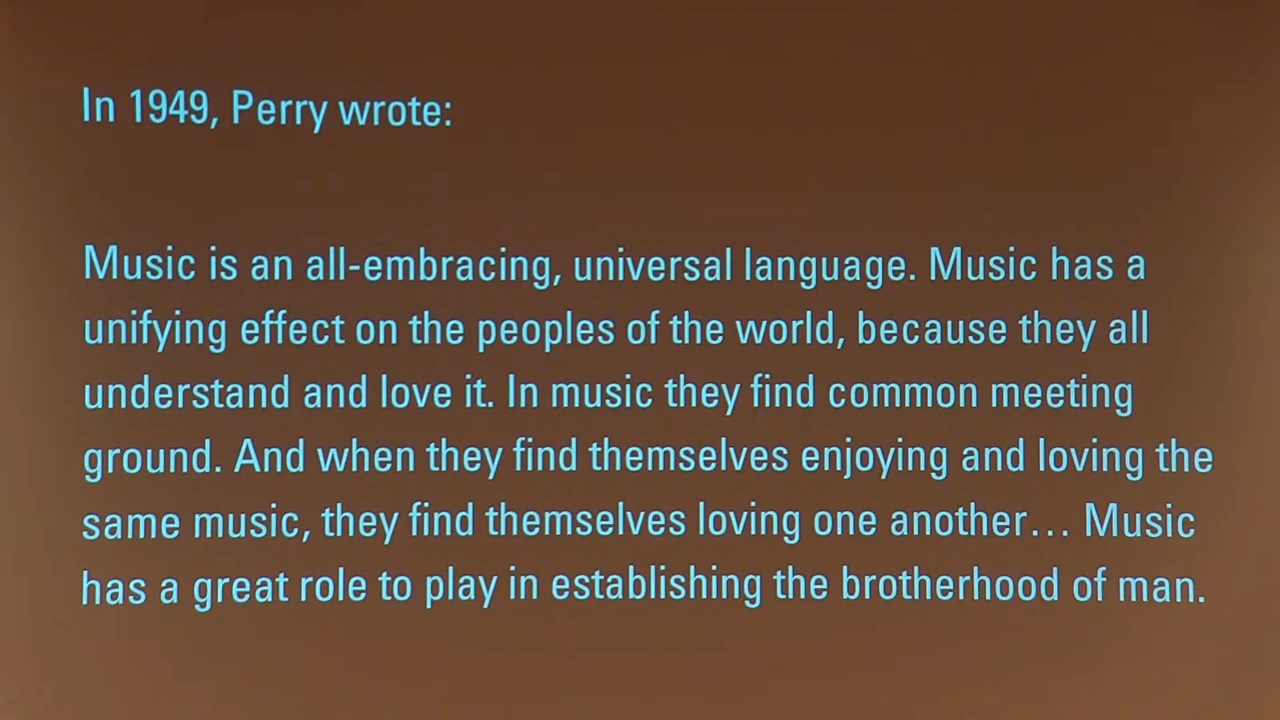 In 1949, Perry wrote:
Music is an all-embracing, universal language. Music has a
unifying effect on the peoples of the world, because they all
understand and love it. In music they find common meeting
ground. And when they find themselves enjoying and loving the
same music, they find themselves loving one another… Music
has a great role to play in establishing the brotherhood of man.